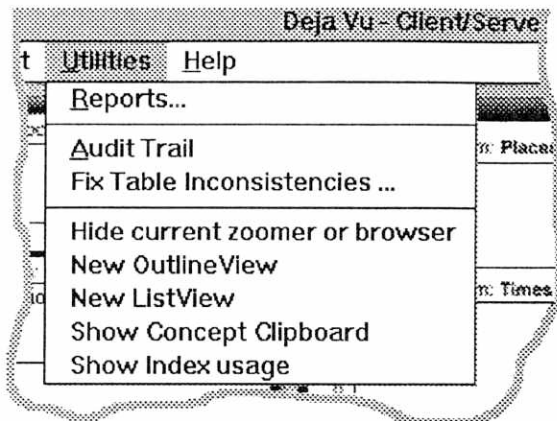 Deja Vu - Client/Serve
t Utilities Help
Reports...
Audit Trail
n: Places
Fix Table Inconsistencies ...
Hide current zoomer or browser
New OutlineView
n: Times
New ListView
Show Concept Clipboard
Show Index usage